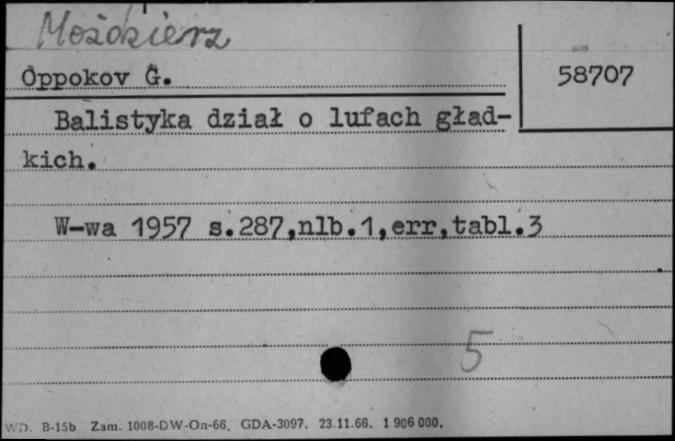 Moździerz
Oppokov G.
58707
Balistyka dział o lufach gład-
kich.
W-wa 1957 s.287,nlb.1,err,tabl.3
5
WD. B-15b Zam. 1008-DW-On-66. GDA-3097. 23.11.66. 1 906 000.